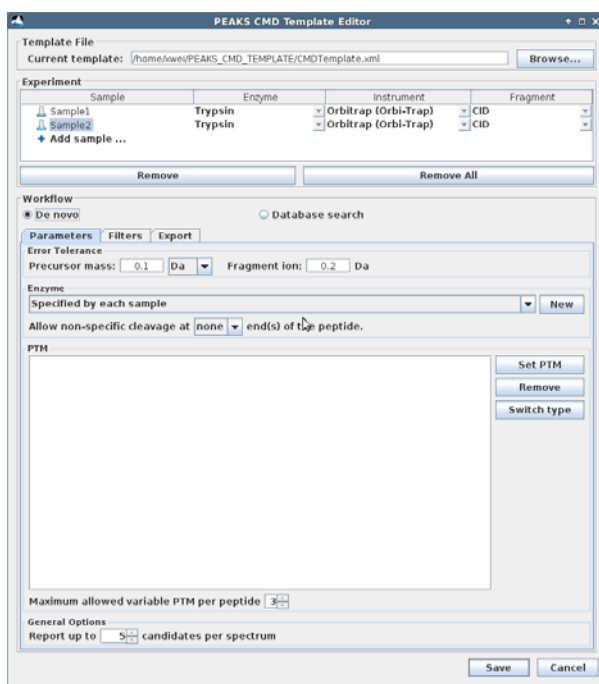 PEAKS CMD Template Editor
Template File
Current template: /home/xwei/PEAKS_CMD_TEMPLATE/CMDTemplate.xml Browse...
Experiment
Sample Enzyme Instrument Fragment
Sample1 Trypsin Orbitrap (Orbi-Trap) CID
Sample2 Trypsin Orbitrap (Orbi-Trap) CID
Add sample ...
Remove Remove All
Workflow
De novo Database search
Parameters Filters Export
Error Tolerance
Precursor mass: 0.1 Da Fragment ion: 0.2 Da
Enzyme
Specified by each sample New
Allow non-specific cleavage at none end(s) of the peptide.
PTM
Set PTM
Remove
Switch type
Maximum allowed variable PTM per peptide 3
General Options
Report up to 5 candidates per spectrum
Save Cancel